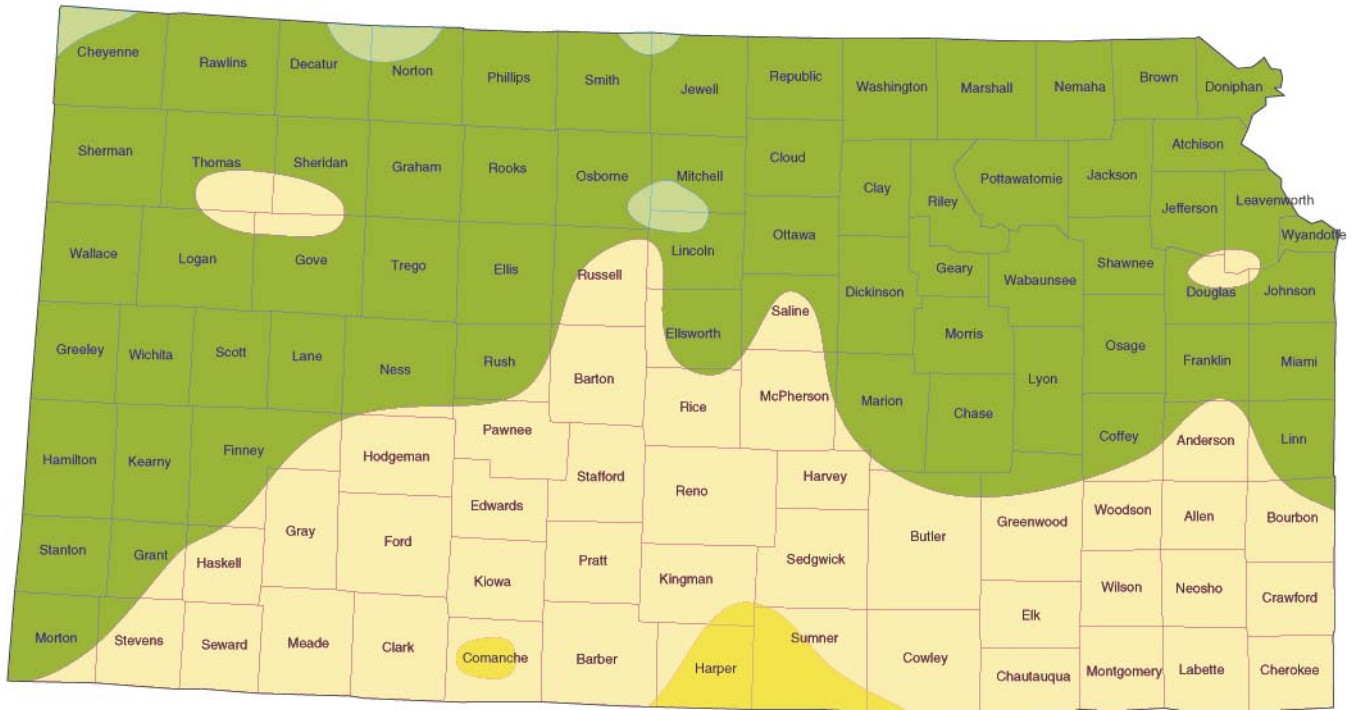 Cheyenne
Rawlins
Decatur
Norton
Phillips
Smith
Jewell
Republic
Washington
Marshall
Nemaha
Brown
Doniphan
Sherman
Thomas
Sheridan
Graham
Rooks
Osborne
Mitchell
Cloud
Clay
Riley
Pottawatomie
Jackson
Atchison
Jefferson
Leavenworth
Wyandotte
Wallace
Logan
Gove
Trego
Ellis
Russell
Lincoln
Ottawa
Dickinson
Geary
Wabaunsee
Shawnee
Douglas
Johnson
Greeley
Wichita
Scott
Lane
Ness
Rush
Barton
Ellsworth
Saline
Morris
Osage
Franklin
Miami
Rice
McPherson
Marion
Chase
Lyon
Coffey
Anderson
Linn
Hamilton
Kearny
Finney
Hodgeman
Pawnee
Stafford
Reno
Harvey
Edwards
Gray
Ford
Stanton
Grant
Haskell
Kiowa
Pratt
Kingman
Sedgwick
Butler
Greenwood
Woodson
Allen
Bourbon
Wilson
Neosho
Crawford
Elk
Morton
Stevens
Seward
Meade
Clark
Comanche
Barber
Harper
Sumner
Cowley
Chautauqua
Montgomery
Labette
Cherokee